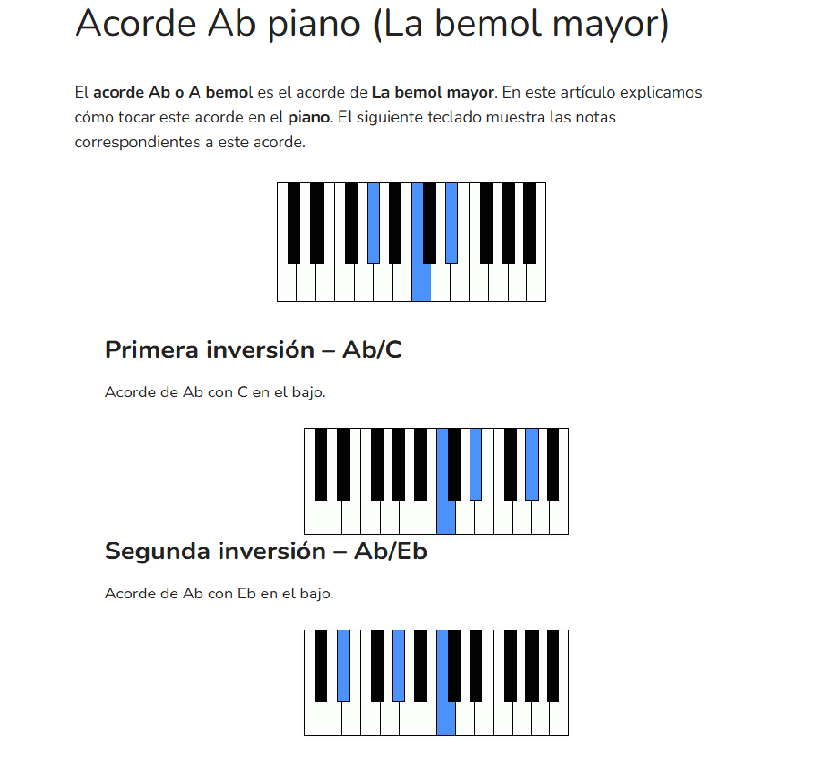 Acorde Ab piano (La bemol mayor)
El acorde Ab o A bemol es el acorde de La bemol mayor. En este artículo explicamos
cómo tocar este acorde en el piano. El siguiente teclado muestra las notas
correspondientes a este acorde.
Primera inversión – Ab/C
Acorde de Ab con C en el bajo.
Segunda inversión – Ab/Eb
Acorde de Ab con Eb en el bajo.